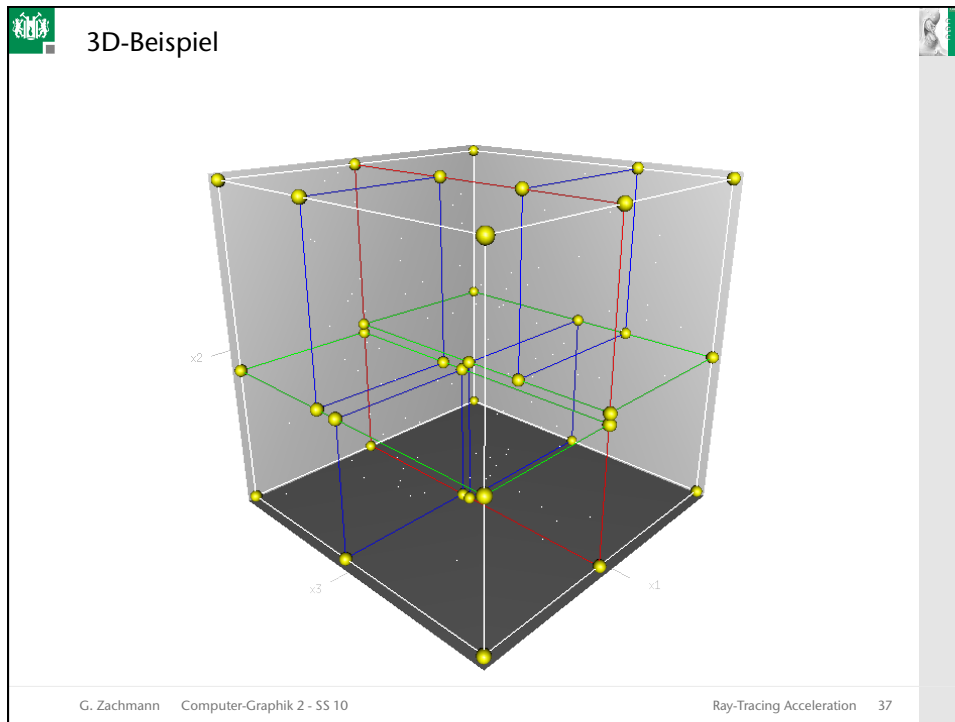 3D-Beispiel
x2
x3
x1
G. Zachmann Computer-Graphik 2 - SS 10 Ray-Tracing Acceleration 37